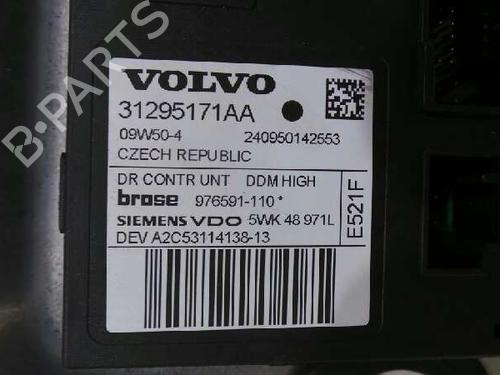 VOLVO
31295171AA
09W50-4 240950142553
CZECH REPUBLIC
DR CONTR UNT DDM HIGH
brose 976591-110*
SIEMENS VDO 5WK 48 971L
DEV A2C53114138-13
E521F
B-PARTS